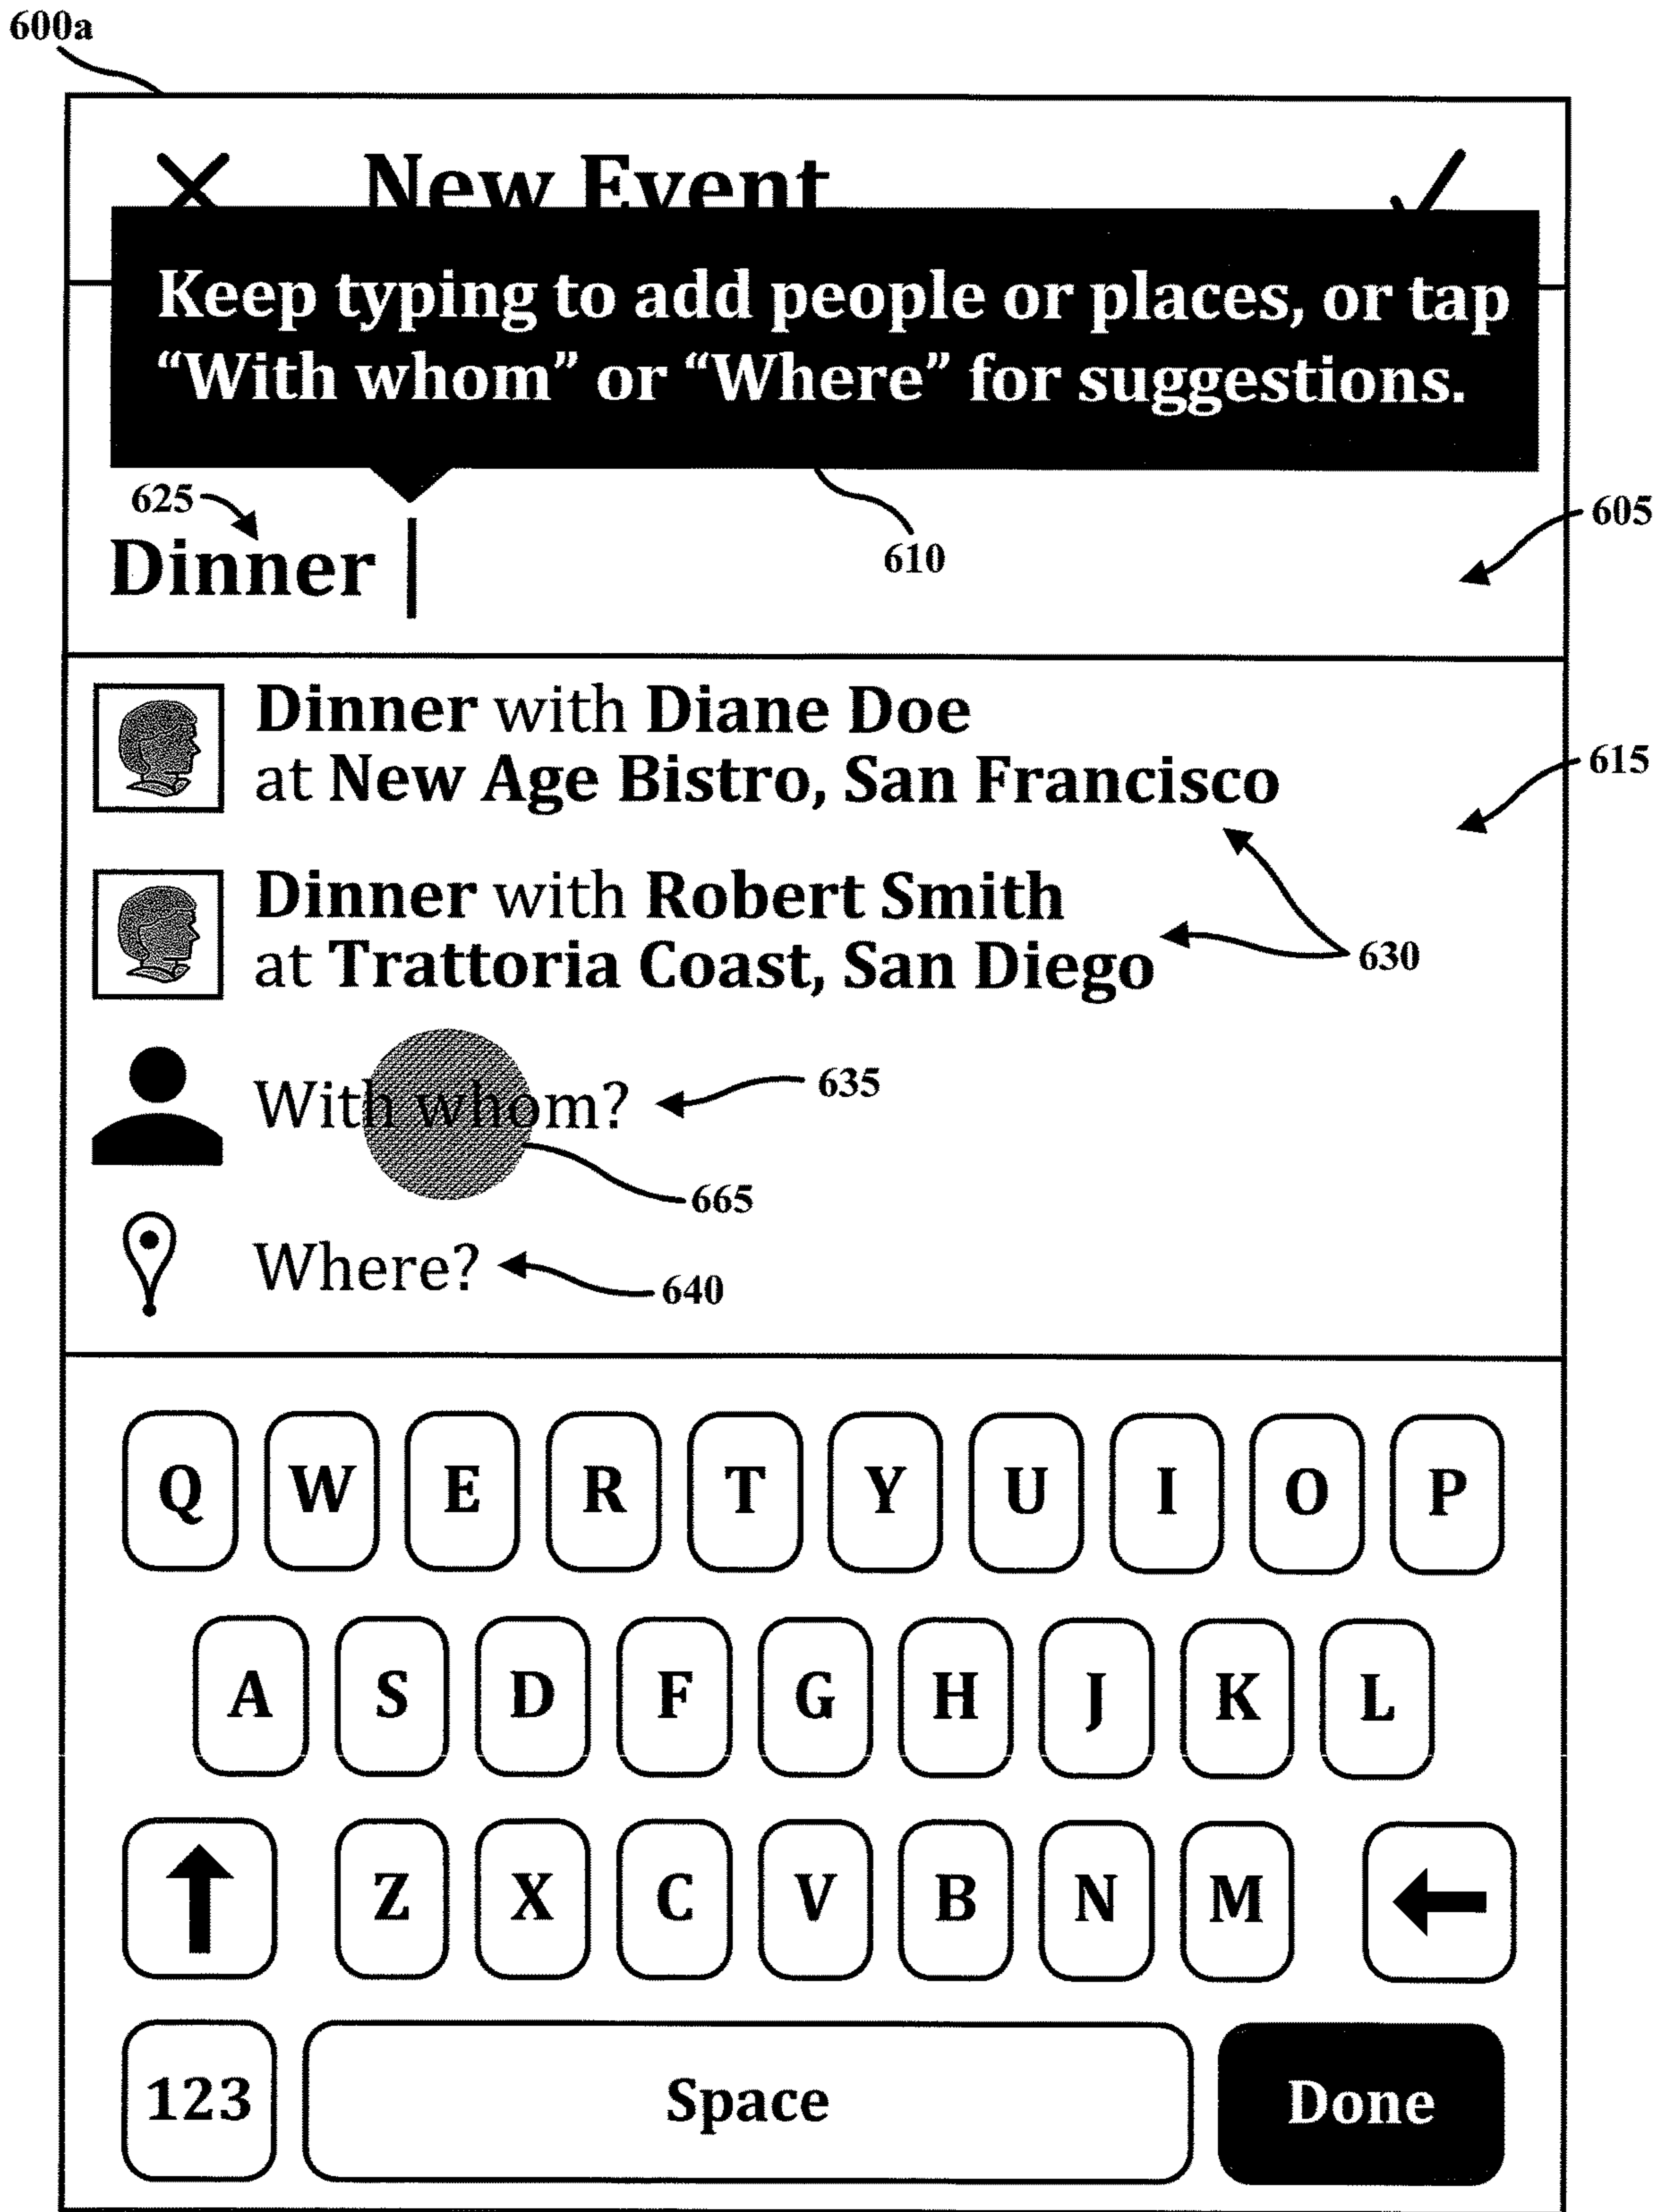 600a
New Event
Keep typing to add people or places, or tap
“With whom” or “Where” for suggestions.
625
605
610
Dinner
Dinner with Diane Doe
at New Age Bistro, San Francisco
615
Dinner with Robert Smith
at Trattoria Coast, San Diego
630
With whom?
635
665
Where?
640
Q W E R T Y U I O P
A S D F G H J K L
Z X C V B N M
123 Space Done